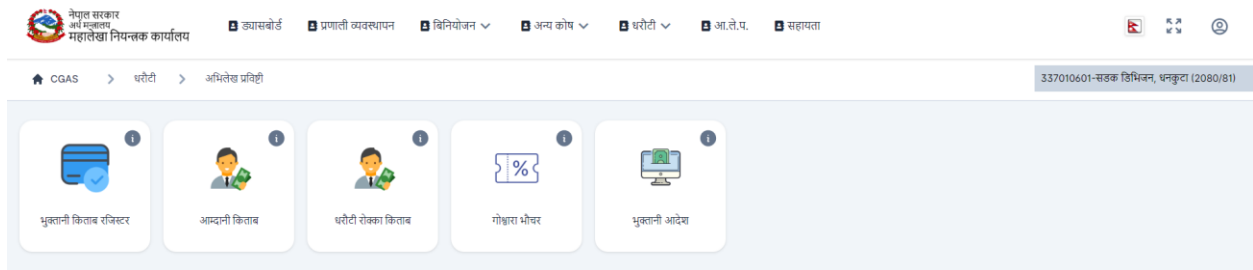 नेपाल सरकार
अर्थ मन्त्रालय
महालेखा नियन्त्रक कार्यालय
ड्यासबोर्ड प्रणाली व्यवस्थापन बिनियोजन अन्य कोष धरौटी आ.ले.प. सहायता
CGAS > धरौटी > अभिलेख प्रविष्टी
337010601-सडक डिभिजन, धनकुटा (2080/81)
भुक्तानी किताब रजिस्टर
आम्दानी किताब
धरौटी रोक्का किताब
%
गोश्वारा भौचर
भुक्तानी आदेश